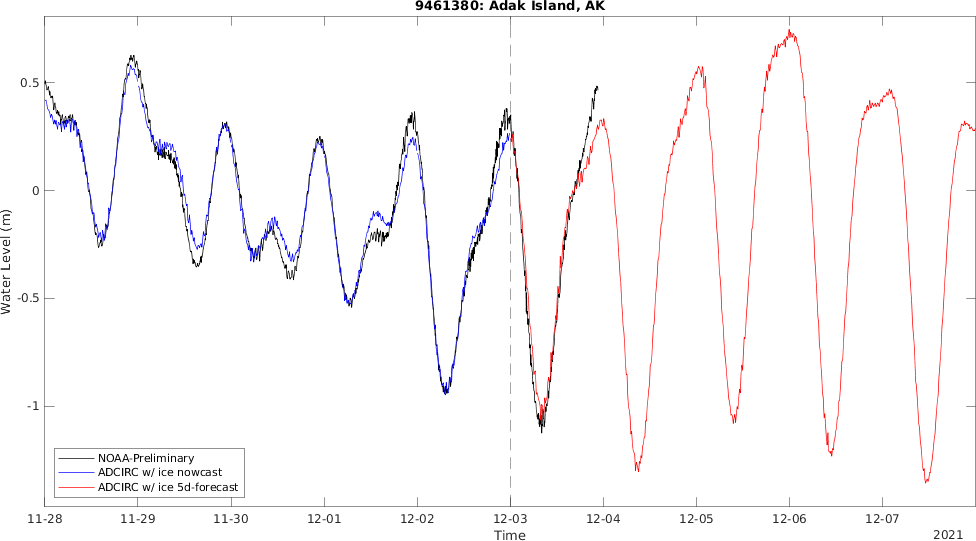 9461380: Adak Island, AK
Water Level (m)
0.5
0
-0.5
-1
NOAA-Preliminary
ADCIRC w/ ice nowcast
ADCIRC w/ ice 5d-forecast
11-28 11-29 11-30 12-01 12-02 12-03 12-04 12-05 12-06 12-07
Time
2021